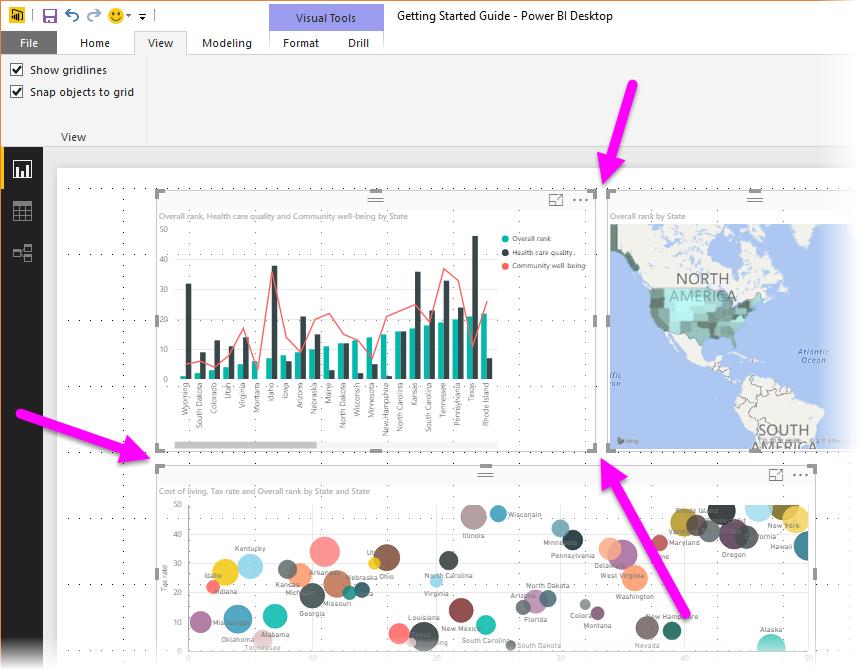 Visual Tools
Getting Started Guide - Power BI Desktop
File Home View Modeling Format Drill
Show gridlines
Snap objects to grid
View
Overall rank, Health care quality and Community well-being by State
50
40
30
20
10
0
Overall rank
Health care quality
Community well-being
Wyoming
South Dakota
Colorado
Utah
Virginia
Montana
Idaho
Iowa
Arizona
Nebraska
Maine
North Dakota
Wisconsin
Minnesota
New Hampshire
North Carolina
Kansas
South Carolina
Tennessee
Pennsylvania
Texas
Rhode Island
Overall rank by State
NORTH
AMERICA
Atlantic
Ocean
SOUTH
AMERICA
bing
Cost of living, Tax rate and Overall rank by State and State
Tax rate
50
40
30
20
10
0
0 10 20 30 40 50
Kentucky
Idaho
Indiana
Mississippi
Oklahoma
Alabama
Tennessee
Kansas
Arkansas
Georgia
Missouri
Nebraska
Ohio
North Carolina
Virginia
Louisiana
Texas
Wyoming
New Mexico
South Carolina
South Dakota
Illinois
Wisconsin
Minnesota
Pennsylvania
Arizona
North Dakota
Florida
Montana
Delaware
West Virginia
Washington
Maryland
Rhode Island
Oregon
California
New York
Hawaii
New Hampshire
Nevada
Alaska